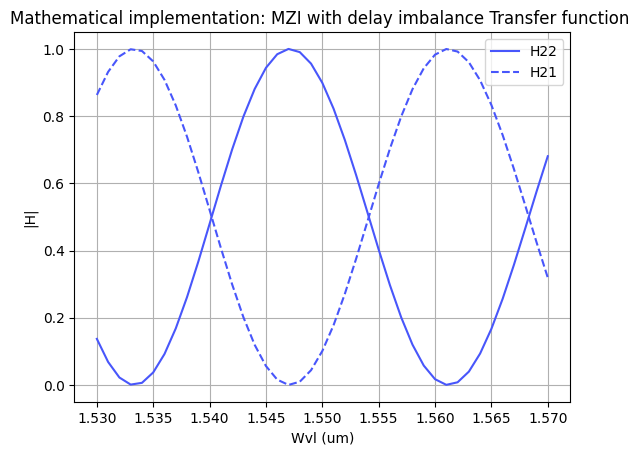 Mathematical implementation: MZI with delay imbalance Transfer function
H22
H21
|H|
1.0
0.8
0.6
0.4
0.2
0.0
1.530 1.535 1.540 1.545 1.550 1.555 1.560 1.565 1.570
Wvl (um)